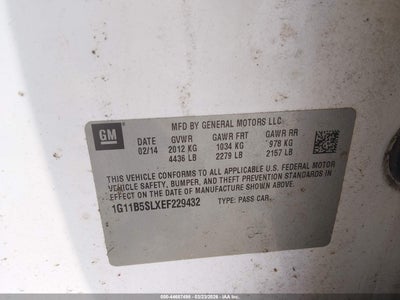 MFD BY GENERAL MOTORS LLC
GM
DATE GVWR GAWR FRT GAWR RR
02/14 2012 KG 1034 KG 978 KG
4436 LB 2279 LB 2157 LB
THIS VEHICLE CONFORMS TO ALL APPLICABLE U.S. FEDERAL MOTOR
VEHICLE SAFETY, BUMPER, AND THEFT PREVENTION STANDARDS IN
EFFECT ON THE DATE OF MANUFACTURE SHOWN ABOVE.
1G11B5SLXEF229432 TYPE: PASS CAR